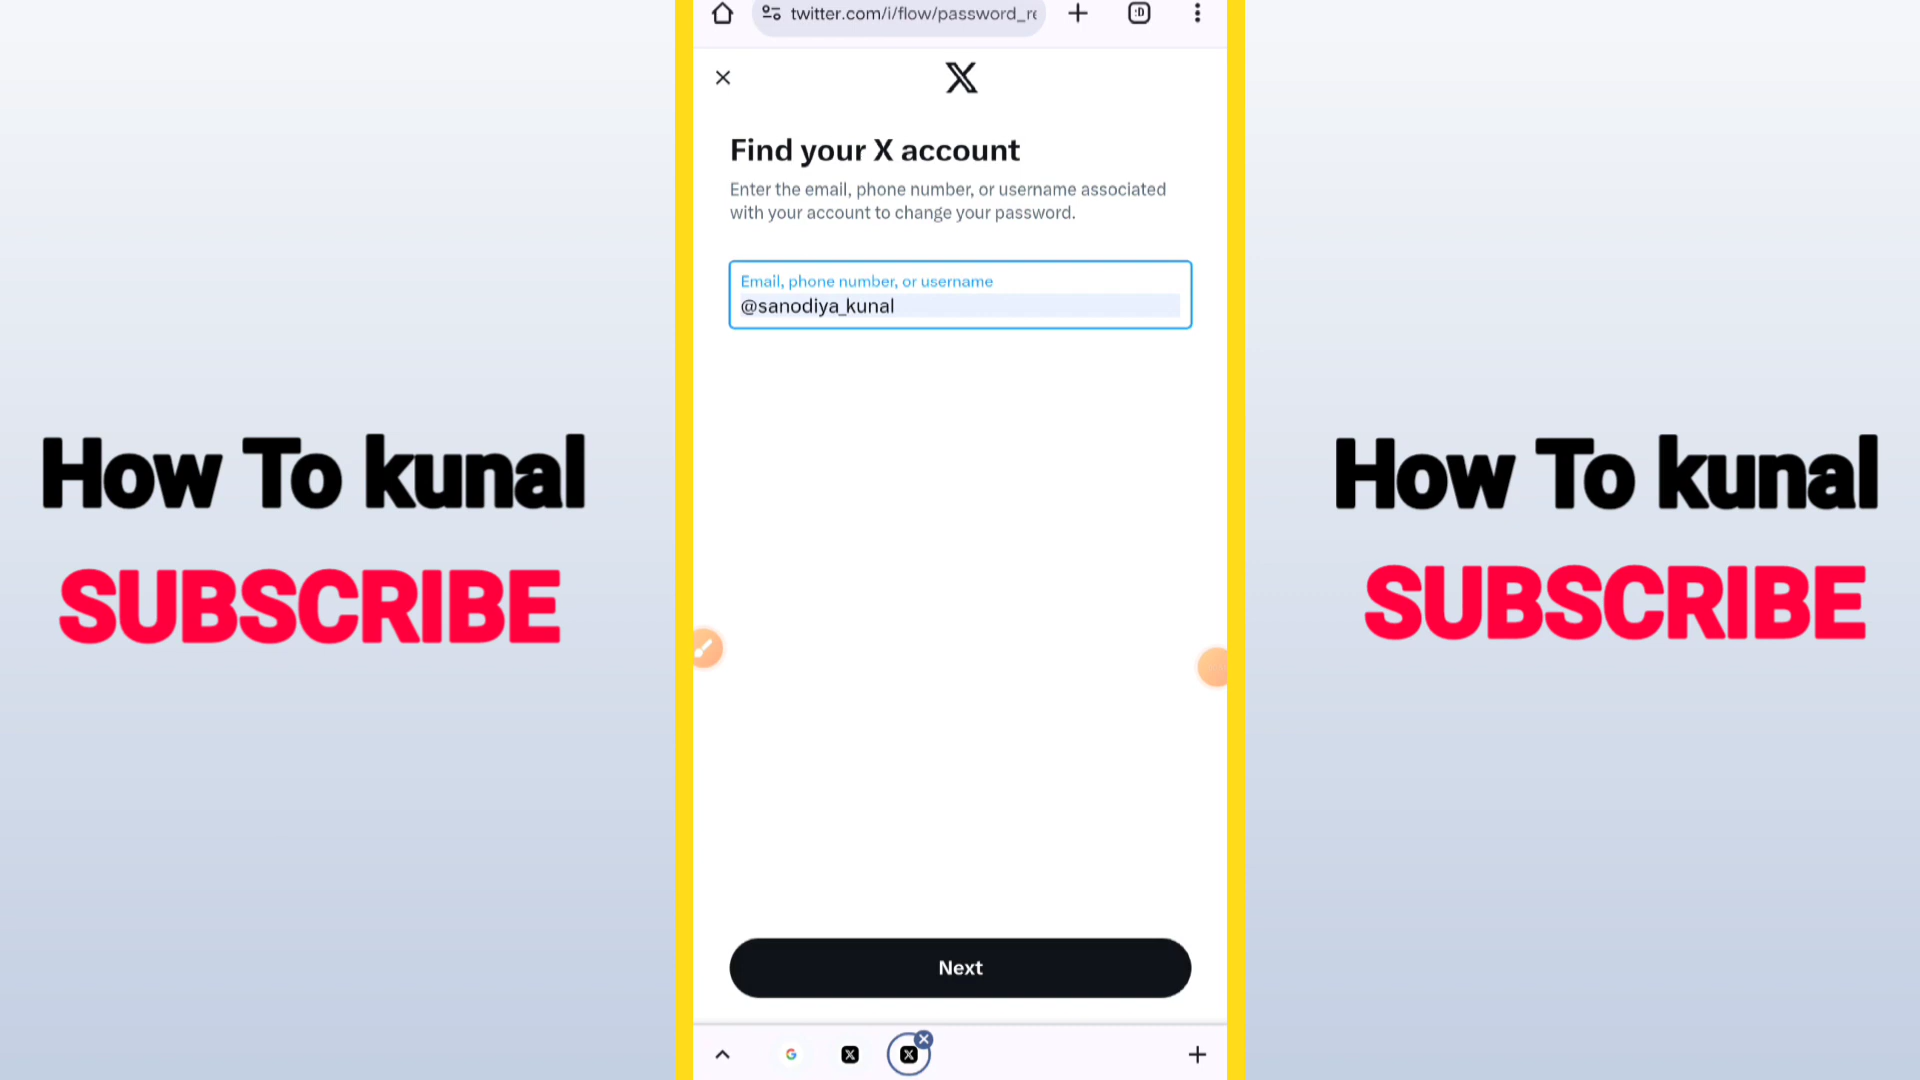 twitter.com/i/flow/password_re
Find your X account
Enter the email, phone number, or username associated
with your account to change your password.
Email, phone number, or username
@sanodiya_kunal
How To kunal
SUBSCRIBE
How To kunal
SUBSCRIBE
Next